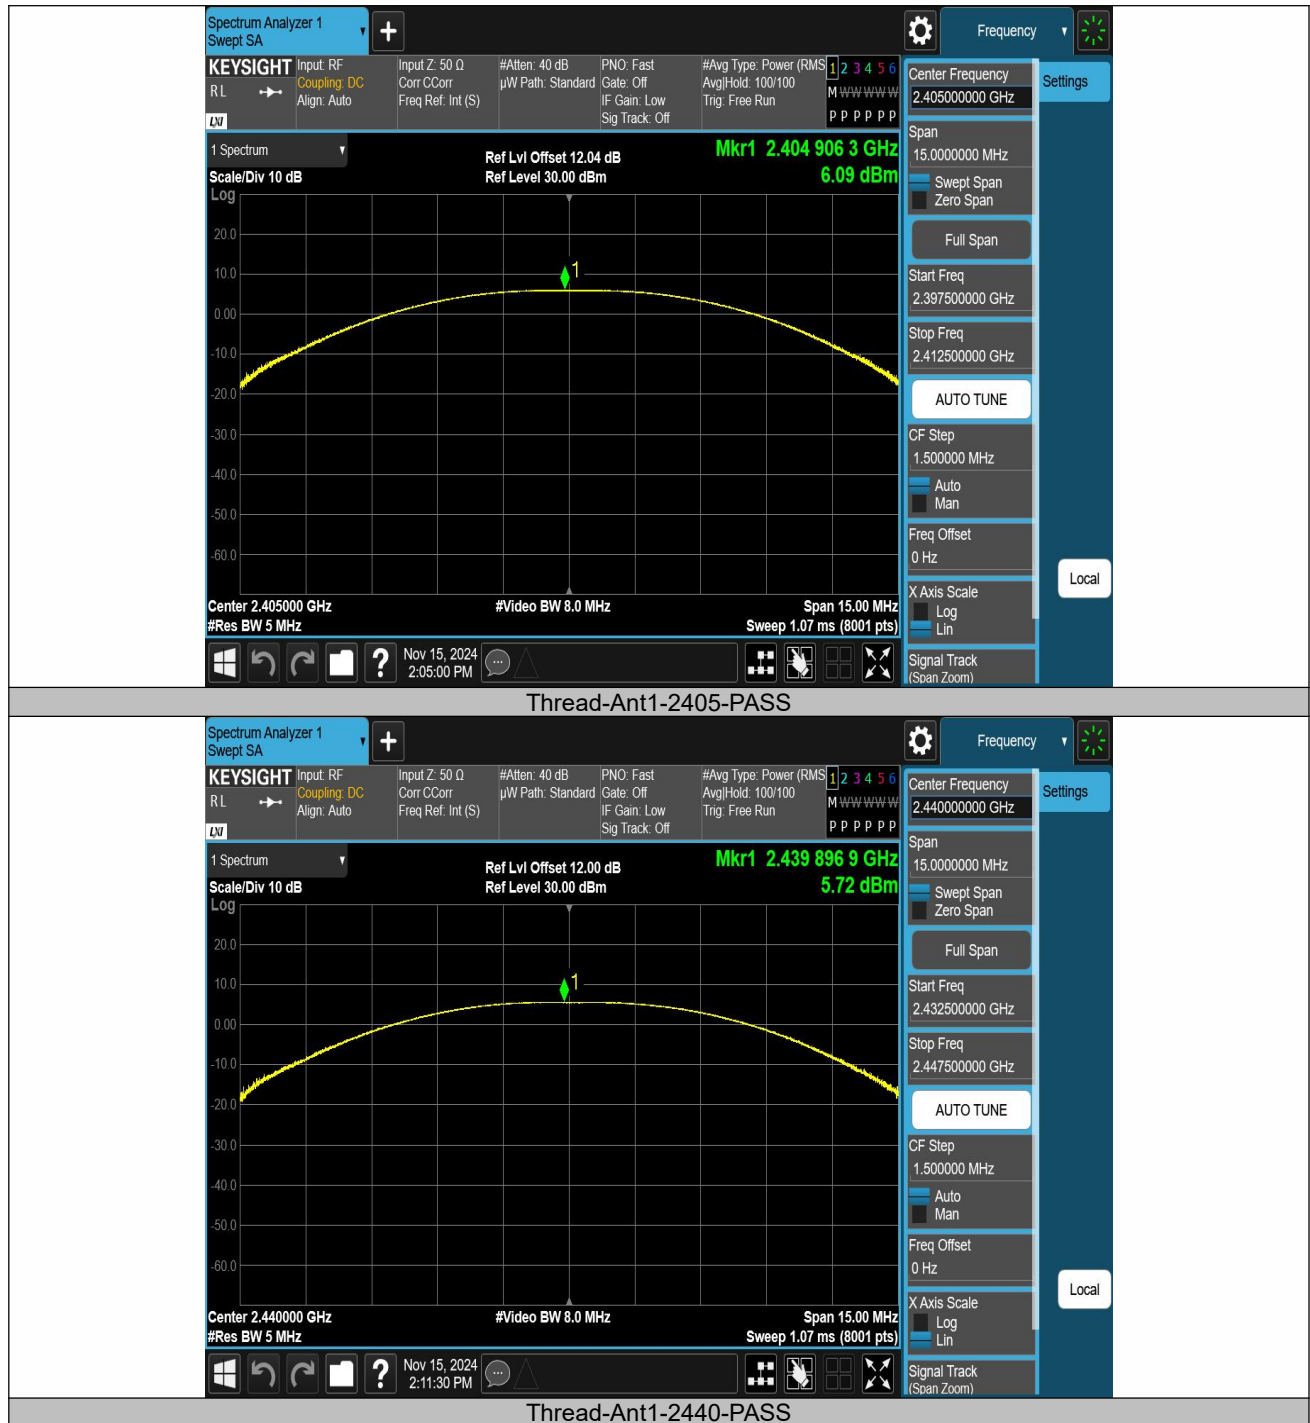 Spectrum Analyzer 1
Swept SA
Frequency
KEYSIGHT
RL
LXI
Input: RF
Coupling: DC
Align: Auto
Input Z: 50 Ω
Corr CCorr
Freq Ref: Int (S)
#Atten: 40 dB
µW Path: Standard
PNO: Fast
Gate: Off
IF Gain: Low
Sig Track: Off
#Avg Type: Power (RMS
Avg|Hold: 100/100
Trig: Free Run
1 2 3 4 5 6
M W W W W W
P P P P P P
1 Spectrum
Scale/Div 10 dB
Log
Ref Lvl Offset 12.04 dB
Ref Level 30.00 dBm
Mkr1 2.404 906 3 GHz
6.09 dBm
20.0
10.0
0.00
-10.0
-20.0
-30.0
-40.0
-50.0
-60.0
1
Center 2.405000 GHz
#Res BW 5 MHz
#Video BW 8.0 MHz
Span 15.00 MHz
Sweep 1.07 ms (8001 pts)
Nov 15, 2024
2:05:00 PM
Center Frequency
2.405000000 GHz
Span
15.0000000 MHz
Swept Span
Zero Span
Full Span
Start Freq
2.397500000 GHz
Stop Freq
2.412500000 GHz
AUTO TUNE
CF Step
1.500000 MHz
Auto
Man
Freq Offset
0 Hz
X Axis Scale
Log
Lin
Signal Track
(Span Zoom)
Settings
Local
Thread-Ant1-2405-PASS
Spectrum Analyzer 1
Swept SA
Frequency
KEYSIGHT
RL
LXI
Input: RF
Coupling: DC
Align: Auto
Input Z: 50 Ω
Corr CCorr
Freq Ref: Int (S)
#Atten: 40 dB
µW Path: Standard
PNO: Fast
Gate: Off
IF Gain: Low
Sig Track: Off
#Avg Type: Power (RMS
Avg|Hold: 100/100
Trig: Free Run
1 2 3 4 5 6
M W W W W W
P P P P P P
1 Spectrum
Scale/Div 10 dB
Log
Ref Lvl Offset 12.00 dB
Ref Level 30.00 dBm
Mkr1 2.439 896 9 GHz
5.72 dBm
20.0
10.0
0.00
-10.0
-20.0
-30.0
-40.0
-50.0
-60.0
1
Center 2.440000 GHz
#Res BW 5 MHz
#Video BW 8.0 MHz
Span 15.00 MHz
Sweep 1.07 ms (8001 pts)
Nov 15, 2024
2:11:30 PM
Center Frequency
2.440000000 GHz
Span
15.0000000 MHz
Swept Span
Zero Span
Full Span
Start Freq
2.432500000 GHz
Stop Freq
2.447500000 GHz
AUTO TUNE
CF Step
1.500000 MHz
Auto
Man
Freq Offset
0 Hz
X Axis Scale
Log
Lin
Signal Track
(Span Zoom)
Settings
Local
Thread-Ant1-2440-PASS